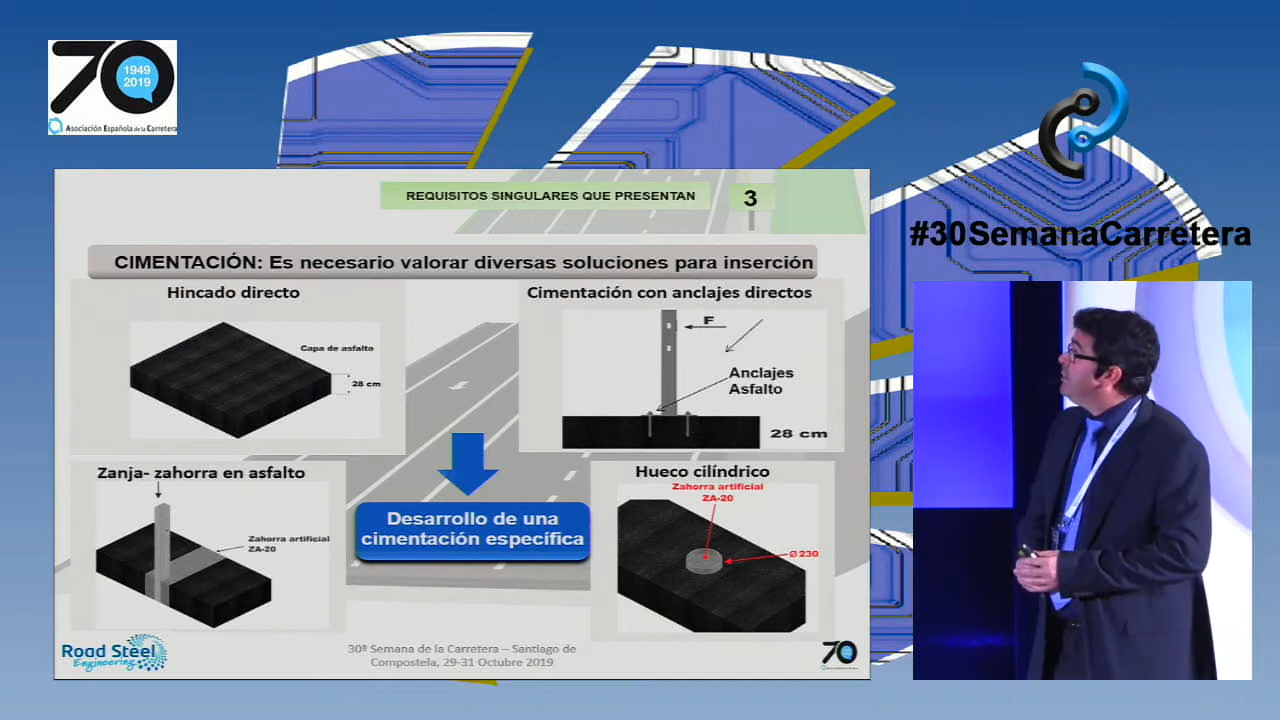 70
1949
2019
Asociación Española de la Carretera
#30SemanaCarretera
REQUISITOS SINGULARES QUE PRESENTAN
3
CIMENTACIÓN: Es necesario valorar diversas soluciones para inserción
Hincado directo
Capa de asfalto
28 cm
Cimentación con anclajes directos
F
Anclajes
Asfalto
28 cm
Zanja- zahorra en asfalto
Zahorra artificial
ZA-20
Desarrollo de una
cimentación específica
Hueco cilíndrico
Zahorra artificial
ZA-20
Ø230
Road Steel
Engineering
30ª Semana de la Carretera – Santiago de
Compostela, 29-31 Octubre 2019
70